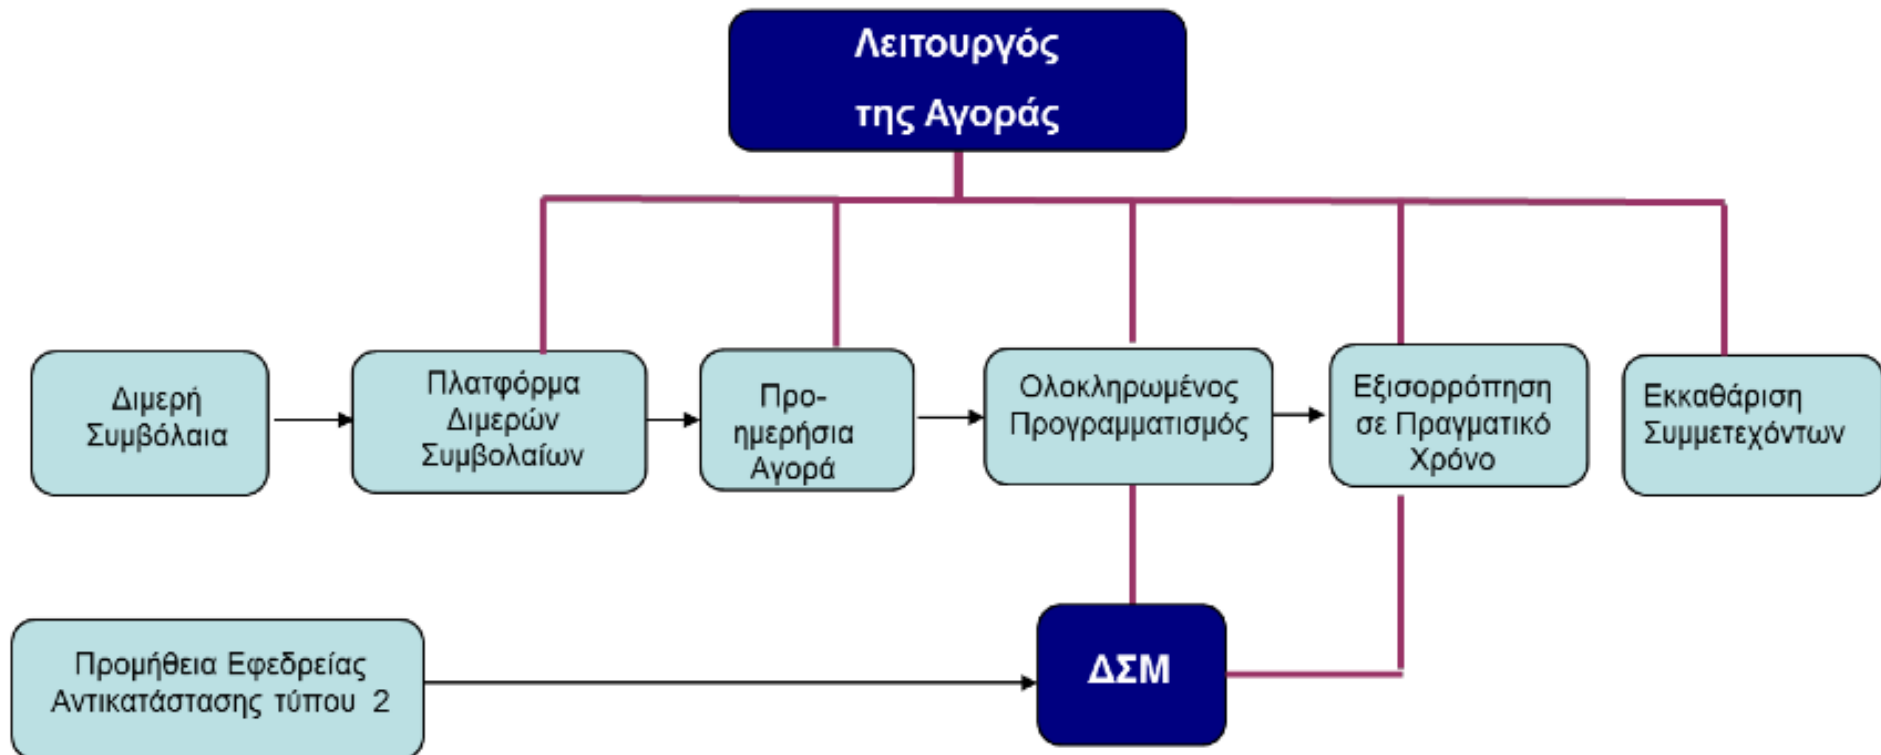 Λειτουργός
της Αγοράς
Διμερή
Συμβόλαια
Πλατφόρμα
Διμερών
Συμβολαίων
Προ-
ημερήσια
Αγορά
Ολοκληρωμένος
Προγραμματισμός
Εξισορρόπηση
σε Πραγματικό
Χρόνο
Εκκαθάριση
Συμμετεχόντων
Προμήθεια Εφεδρείας
Αντικατάστασης τύπου 2
ΔΣΜ